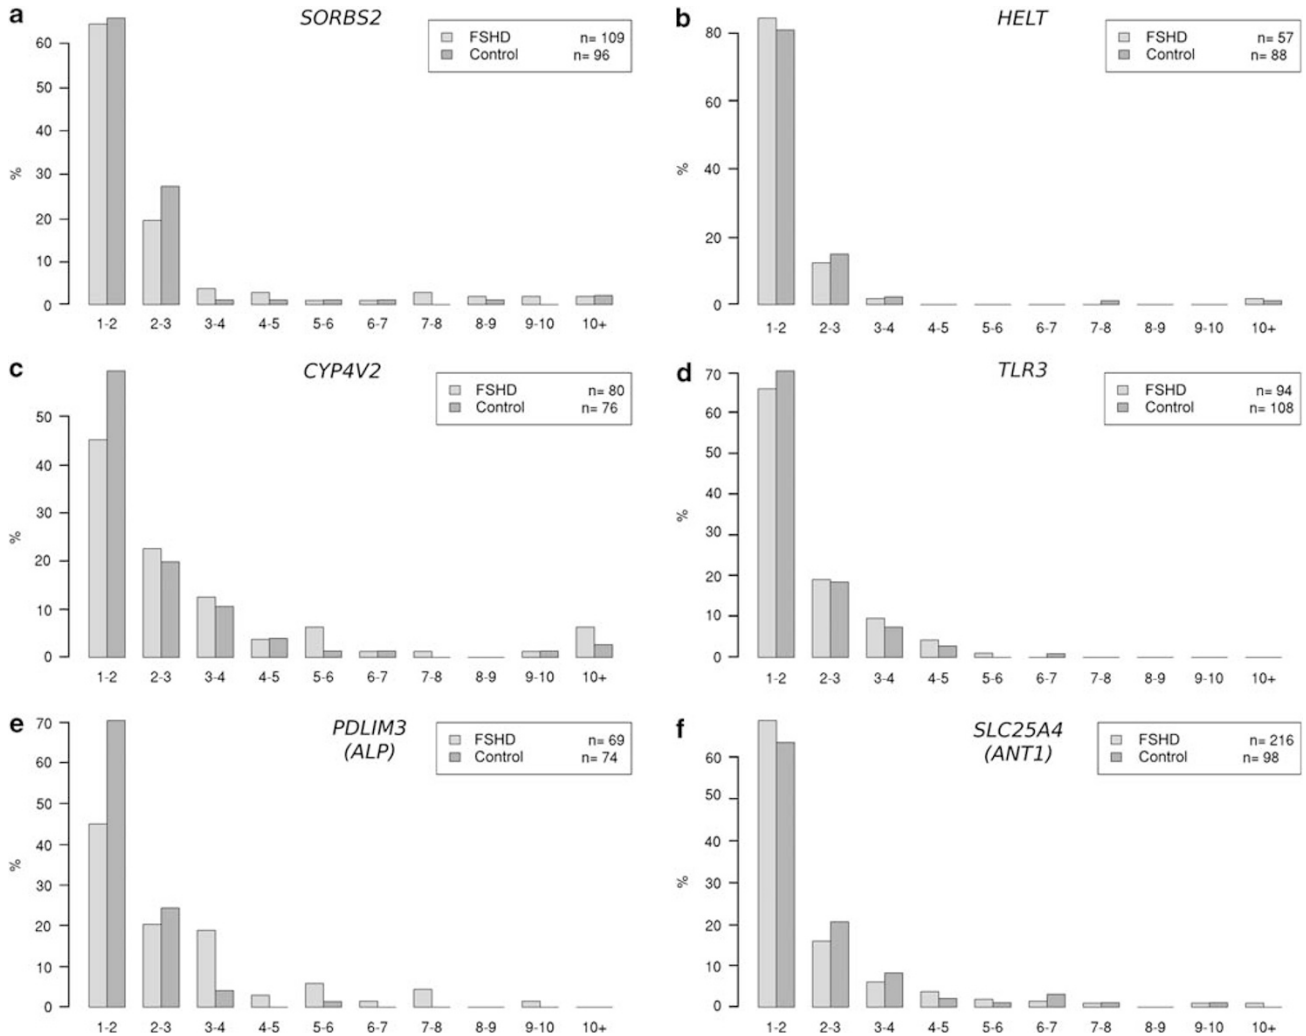 a
SORBS2
FSHD n= 109
Control n= 96
%
60
50
40
30
20
10
0
1-2 2-3 3-4 4-5 5-6 6-7 7-8 8-9 9-10 10+
b
HELT
FSHD n= 57
Control n= 88
%
80
60
40
20
0
1-2 2-3 3-4 4-5 5-6 6-7 7-8 8-9 9-10 10+
c
CYP4V2
FSHD n= 80
Control n= 76
%
50
40
30
20
10
0
1-2 2-3 3-4 4-5 5-6 6-7 7-8 8-9 9-10 10+
d
TLR3
FSHD n= 94
Control n= 108
%
70
60
50
40
30
20
10
0
1-2 2-3 3-4 4-5 5-6 6-7 7-8 8-9 9-10 10+
e
PDLIM3
(ALP)
FSHD n= 69
Control n= 74
%
70
60
50
40
30
20
10
0
1-2 2-3 3-4 4-5 5-6 6-7 7-8 8-9 9-10 10+
f
SLC25A4
(ANT1)
FSHD n= 216
Control n= 98
%
60
50
40
30
20
10
0
1-2 2-3 3-4 4-5 5-6 6-7 7-8 8-9 9-10 10+